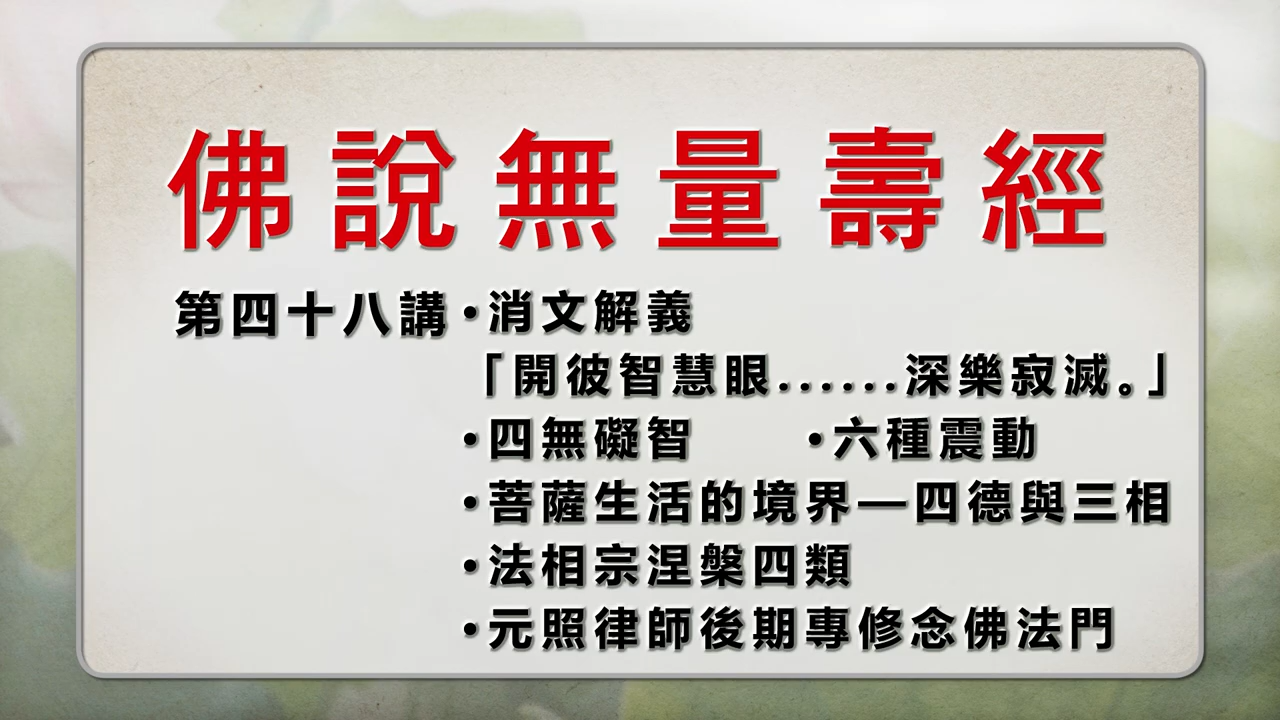 佛說無量壽經
第四十八講 •消文解義
「開彼智慧眼......深樂寂滅。」
•四無礙智 •六種震動
•菩薩生活的境界—四德與三相
•法相宗涅槃四類
•元照律師後期專修念佛法門